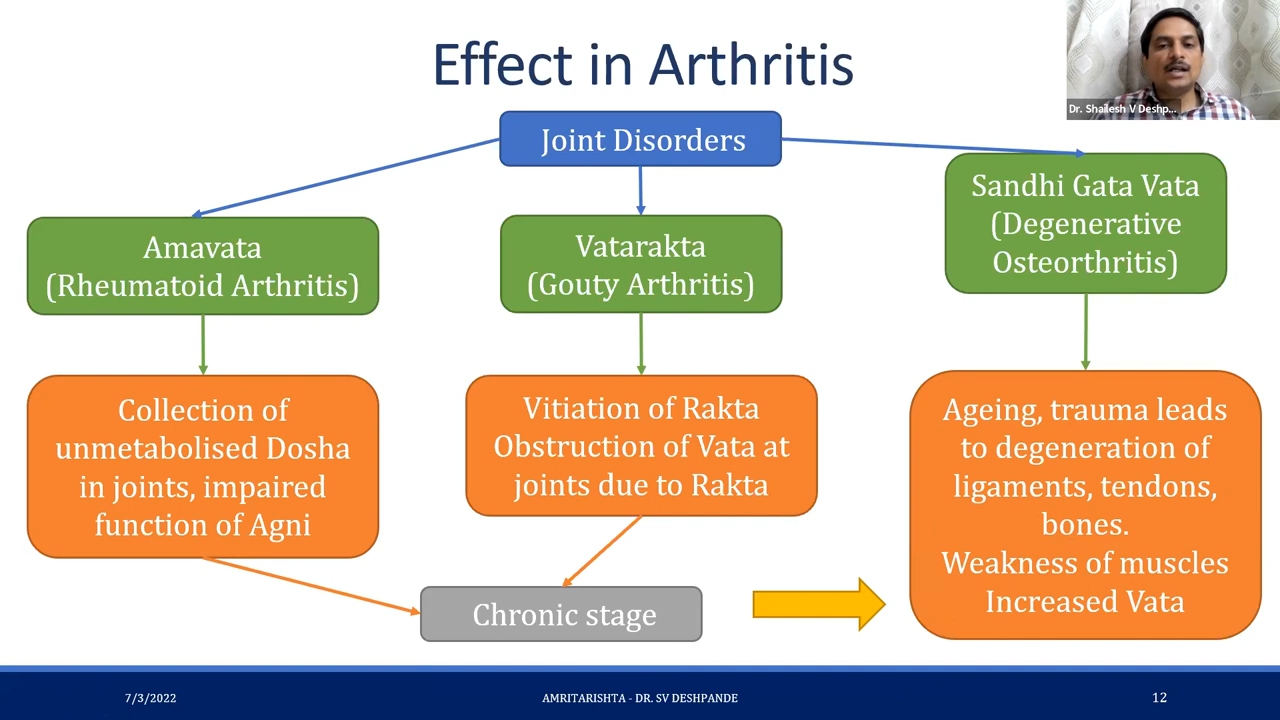 Effect in Arthritis
Dr. Shailesh V Deshp...
Joint Disorders
Amavata
(Rheumatoid Arthritis)
Vatarakta
(Gouty Arthritis)
Sandhi Gata Vata
(Degenerative
Osteorthritis)
Collection of
unmetabolised Dosha
in joints, impaired
function of Agni
Vitiation of Rakta
Obstruction of Vata at
joints due to Rakta
Ageing, trauma leads
to degeneration of
ligaments, tendons,
bones.
Weakness of muscles
Increased Vata
Chronic stage
7/3/2022
AMRITARISHTA - DR. SV DESHPANDE
12